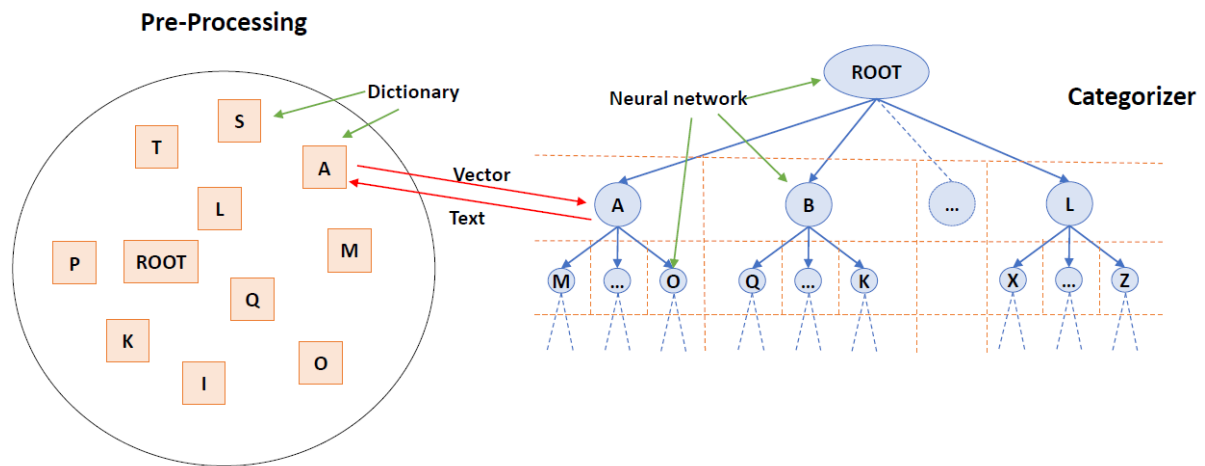 Pre-Processing
ROOT
Categorizer
Dictionary
Neural network
S
T
A
Vector
Text
A
B
...
L
L
M
P
ROOT
Q
M
...
O
Q
...
K
X
...
Z
K
O
I